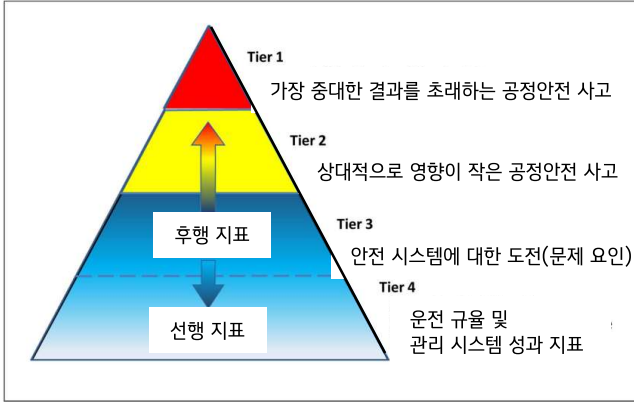 Tier 1
가장 중대한 결과를 초래하는 공정안전 사고
Tier 2
상대적으로 영향이 작은 공정안전 사고
Tier 3
후행 지표
안전 시스템에 대한 도전(문제 요인)
Tier 4
선행 지표
운전 규율 및
관리 시스템 성과 지표